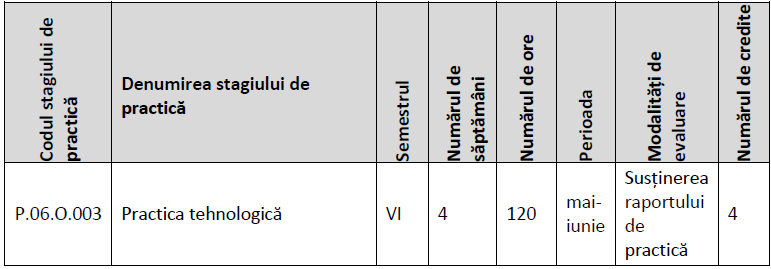 Codul stagiului de
practică
Denumirea stagiului de
practică
Semestrul
Numărul de
săptămâni
Numărul de ore
Perioada
Modalități de
evaluare
Numărul de credite
P.06.O.003
Practica tehnologică
VI
4
120
mai-
iunie
Susținerea
raportului
de
practică
4